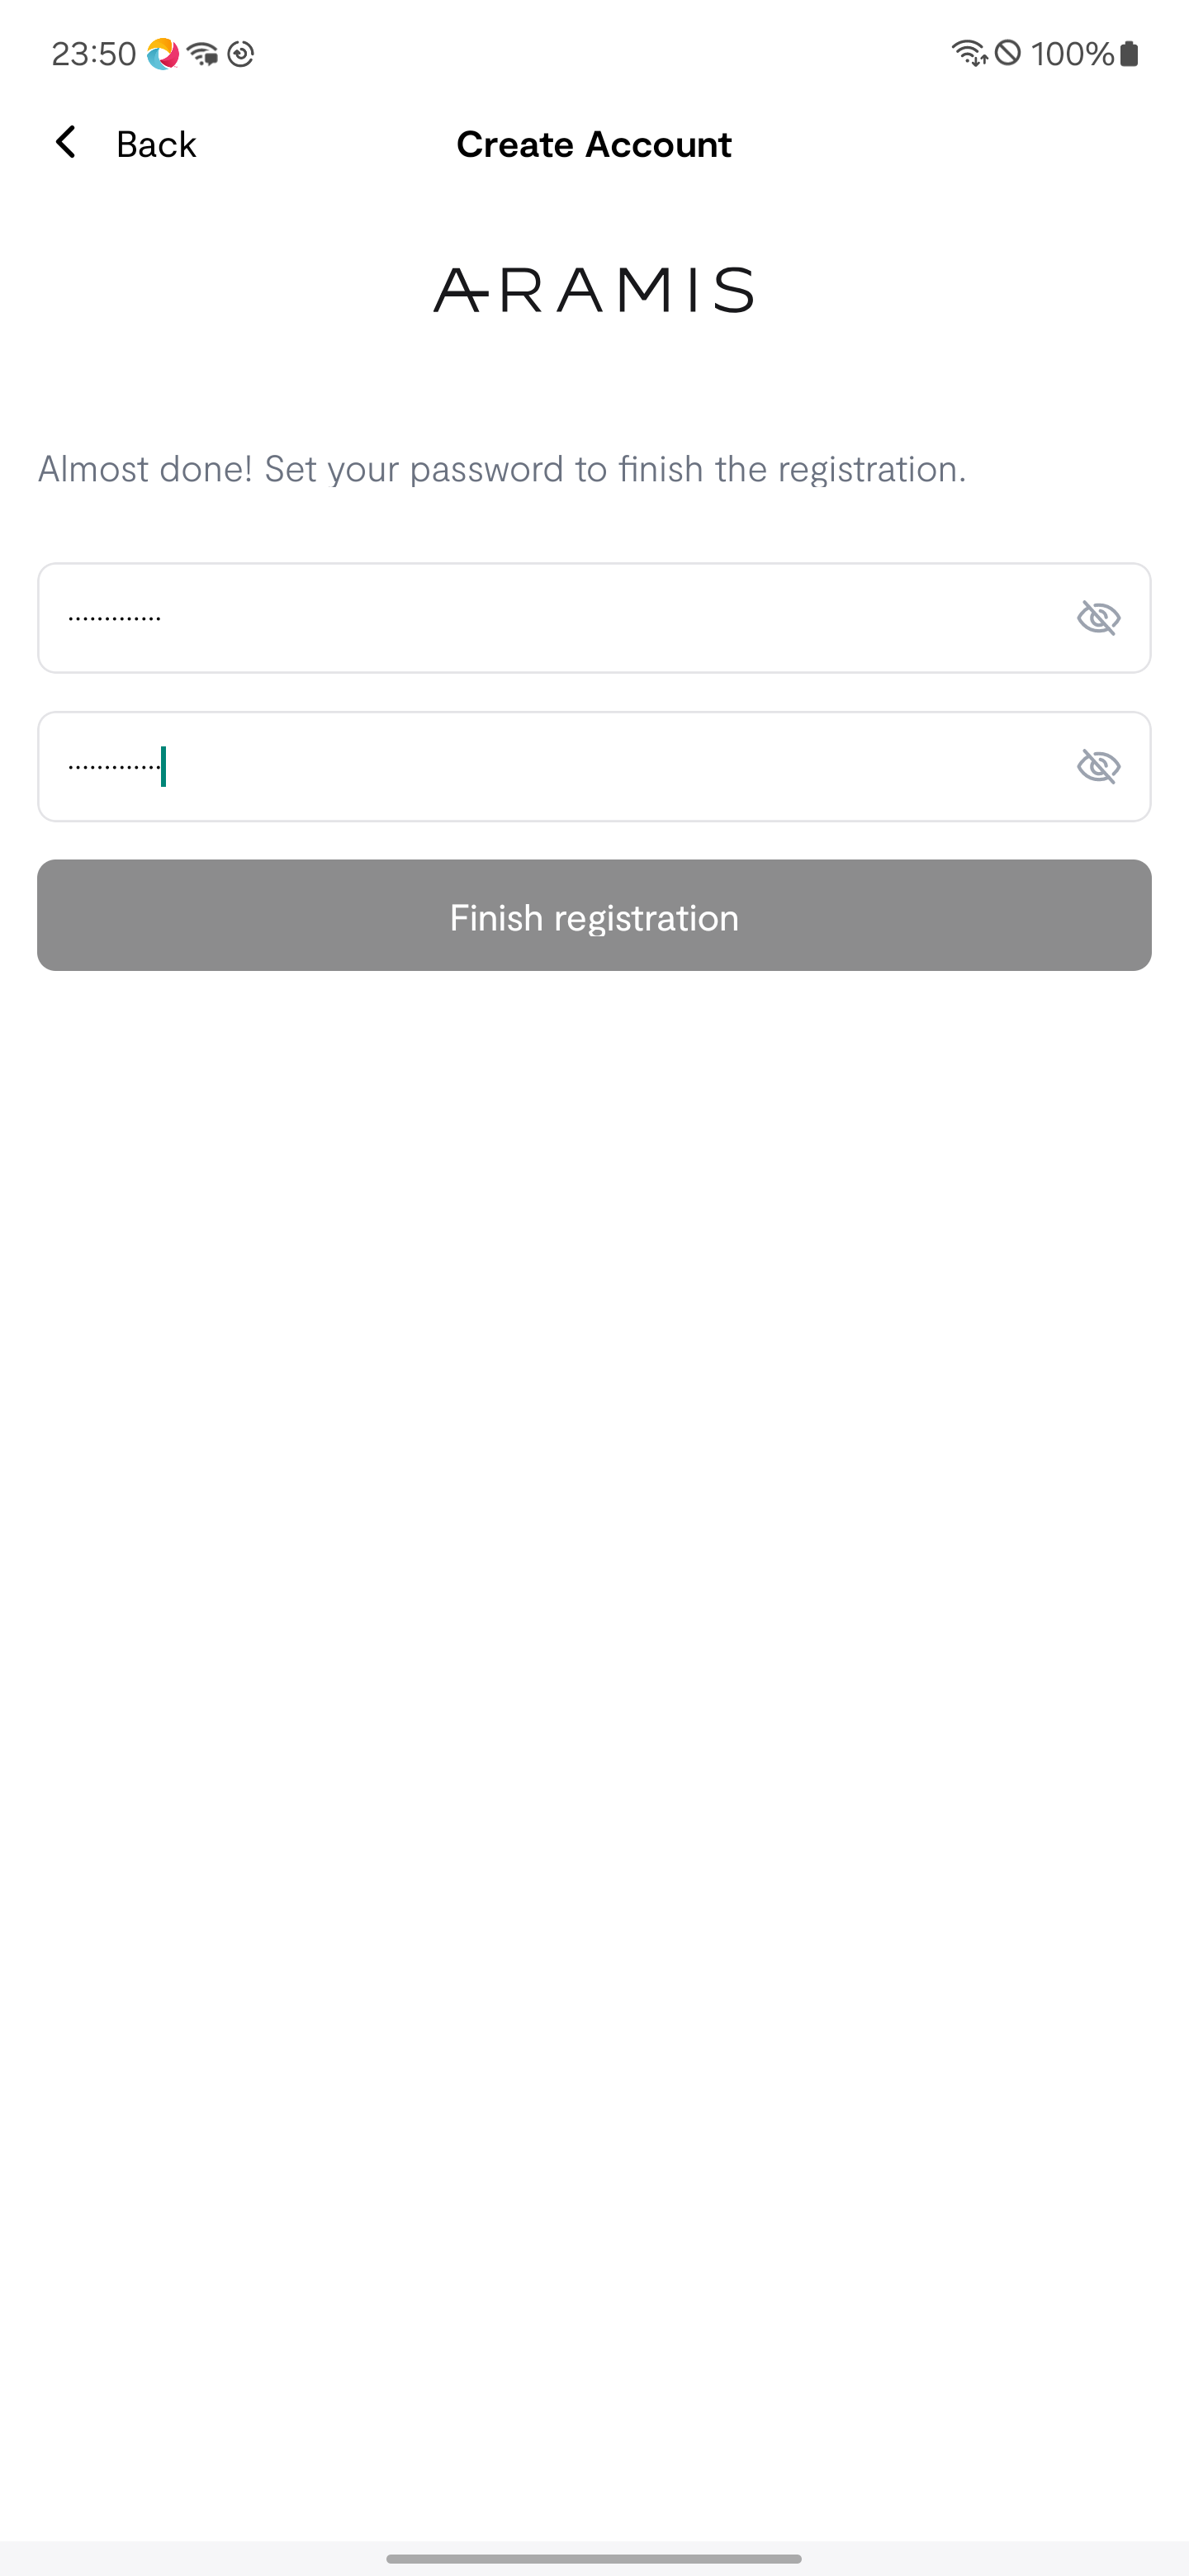 23:50
100%
Back
Create Account
ARAMIS
Almost done! Set your password to finish the registration.
•••••••••••••
•••••••••••••
Finish registration